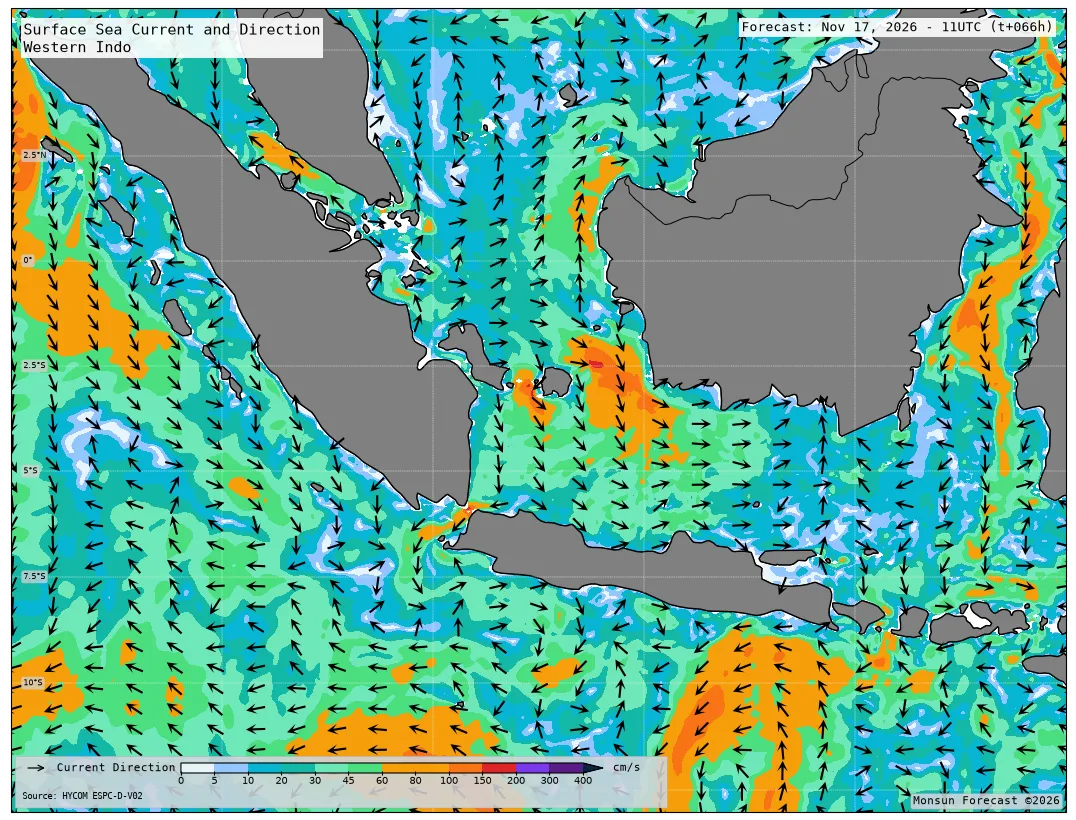 Surface Sea Current and Direction
Western Indo
Forecast: Nov 17, 2026 - 11UTC (t+066h)
2.5°N
0°
2.5°S
5°S
7.5°S
10°S
Current Direction
0 5 10 20 30 45 60 80 100 150 200 300 400 cm/s
Source: HYCOM ESPC-D-V02
Monsun Forecast ©2026